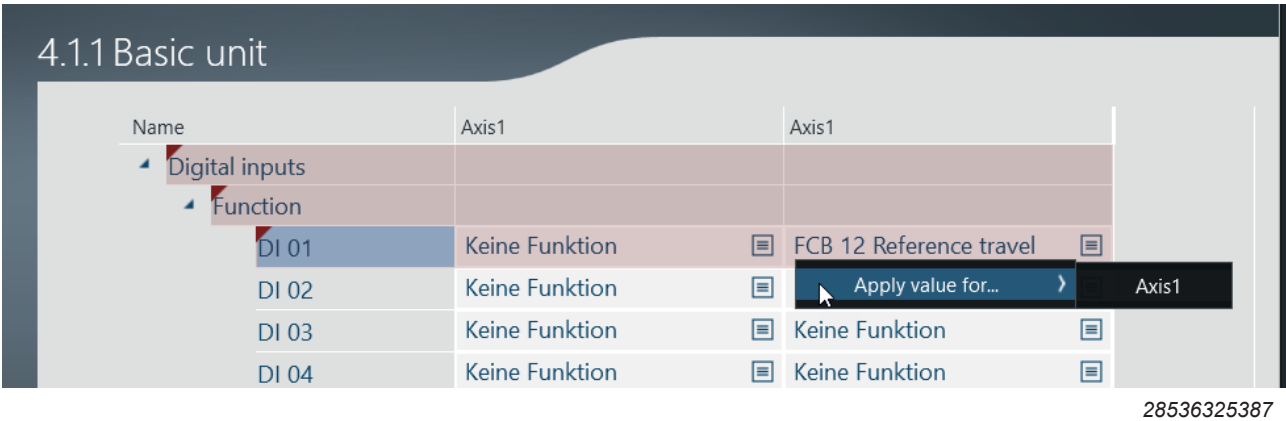 4.1.1 Basic unit
Name Axis1 Axis1
Digital inputs
Function
DI 01 Keine Funktion FCB 12 Reference travel
DI 02 Keine Funktion Apply value for... Axis1
DI 03 Keine Funktion Keine Funktion
DI 04 Keine Funktion Keine Funktion
28536325387